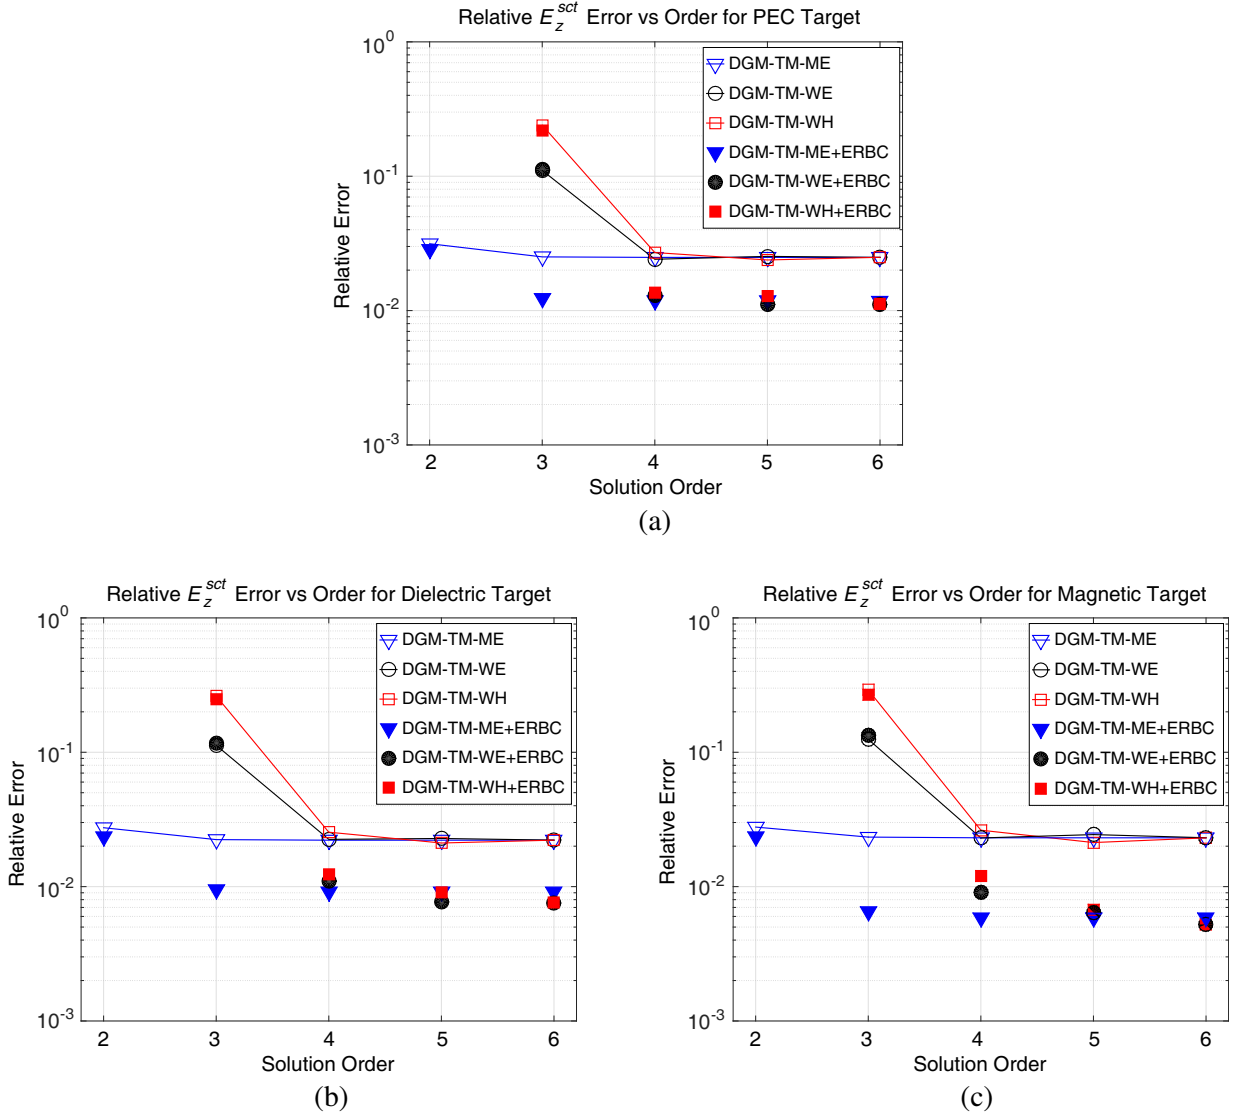 Relative E_z^{sct} Error vs Order for PEC Target
10^0
10^{-1}
10^{-2}
10^{-3}
Relative Error
DGM-TM-ME
DGM-TM-WE
DGM-TM-WH
DGM-TM-ME+ERBC
DGM-TM-WE+ERBC
DGM-TM-WH+ERBC
2 3 4 5 6
Solution Order
(a)
Relative E_z^{sct} Error vs Order for Dielectric Target
10^0
10^{-1}
10^{-2}
10^{-3}
Relative Error
DGM-TM-ME
DGM-TM-WE
DGM-TM-WH
DGM-TM-ME+ERBC
DGM-TM-WE+ERBC
DGM-TM-WH+ERBC
2 3 4 5 6
Solution Order
(b)
Relative E_z^{sct} Error vs Order for Magnetic Target
10^0
10^{-1}
10^{-2}
10^{-3}
Relative Error
DGM-TM-ME
DGM-TM-WE
DGM-TM-WH
DGM-TM-ME+ERBC
DGM-TM-WE+ERBC
DGM-TM-WH+ERBC
2 3 4 5 6
Solution Order
(c)